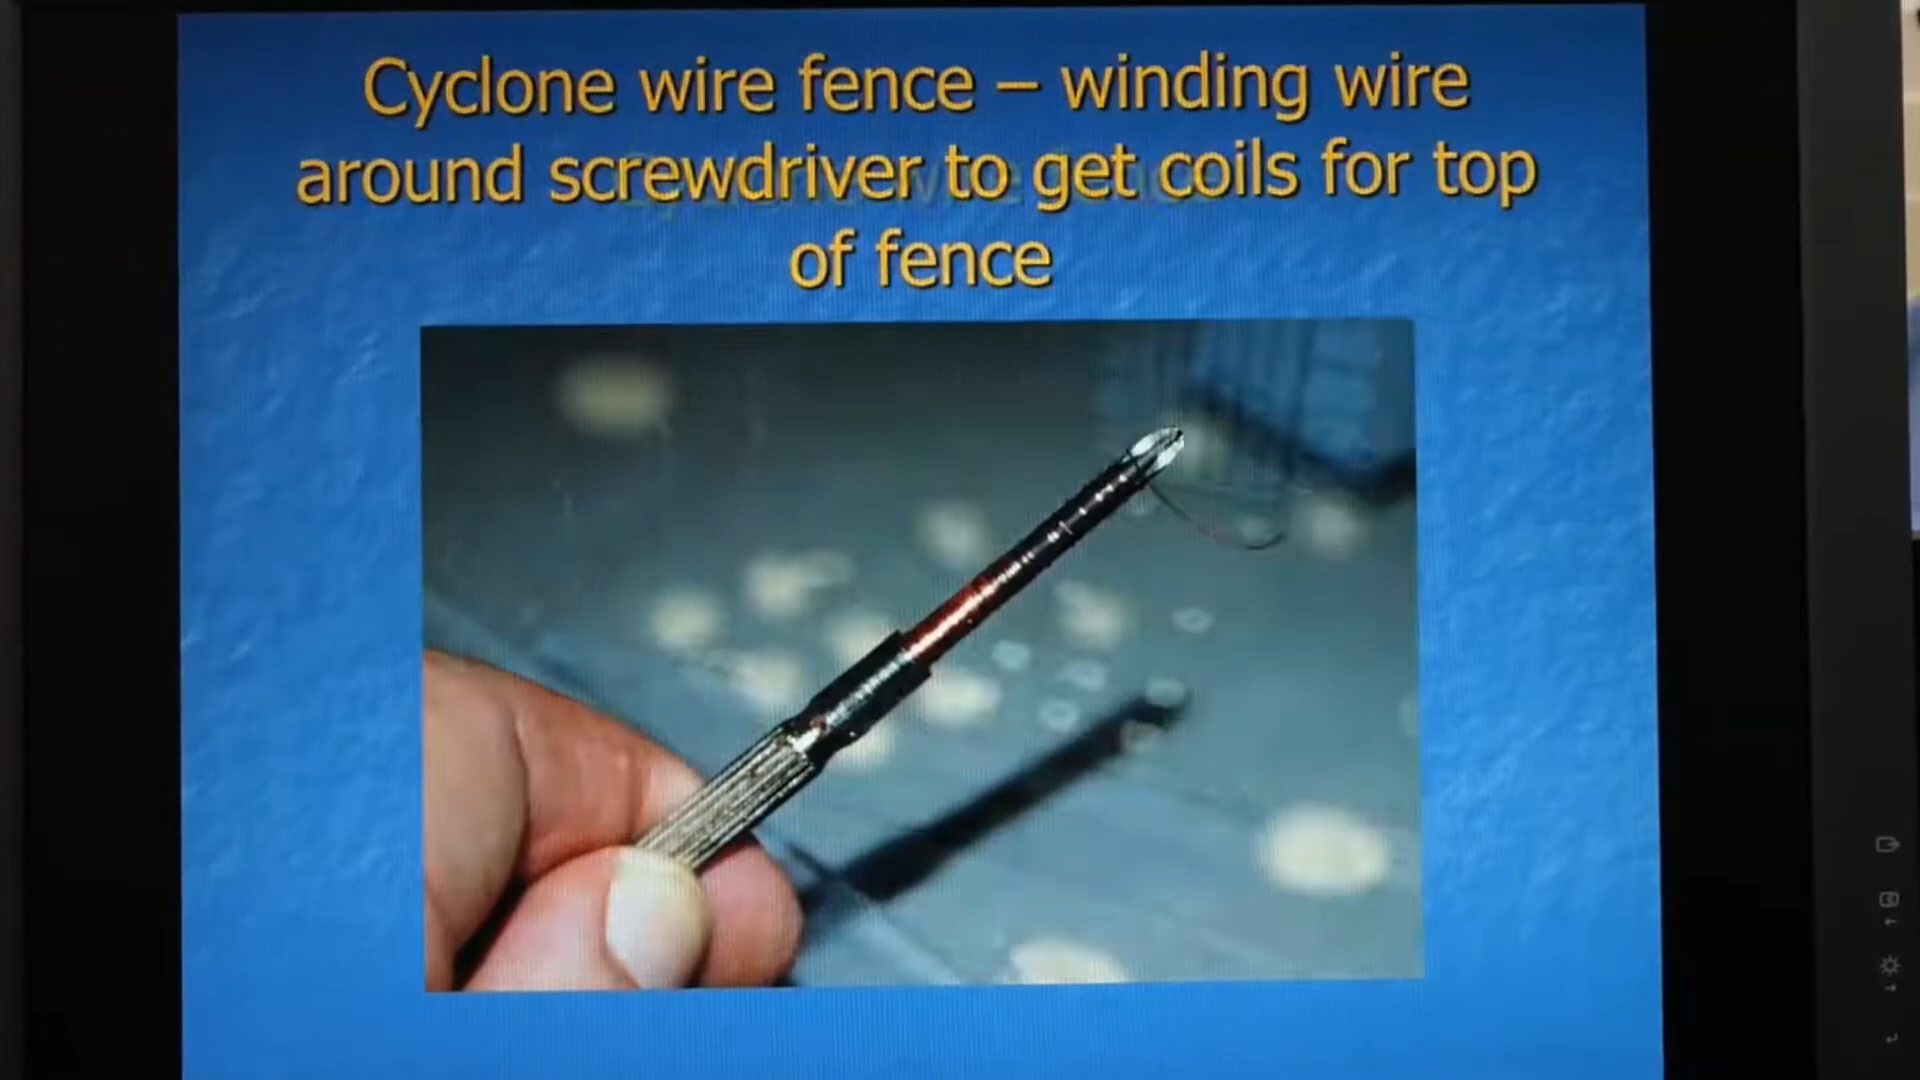 Cyclone wire fence – winding wire
around screwdriver to get coils for top
of fence